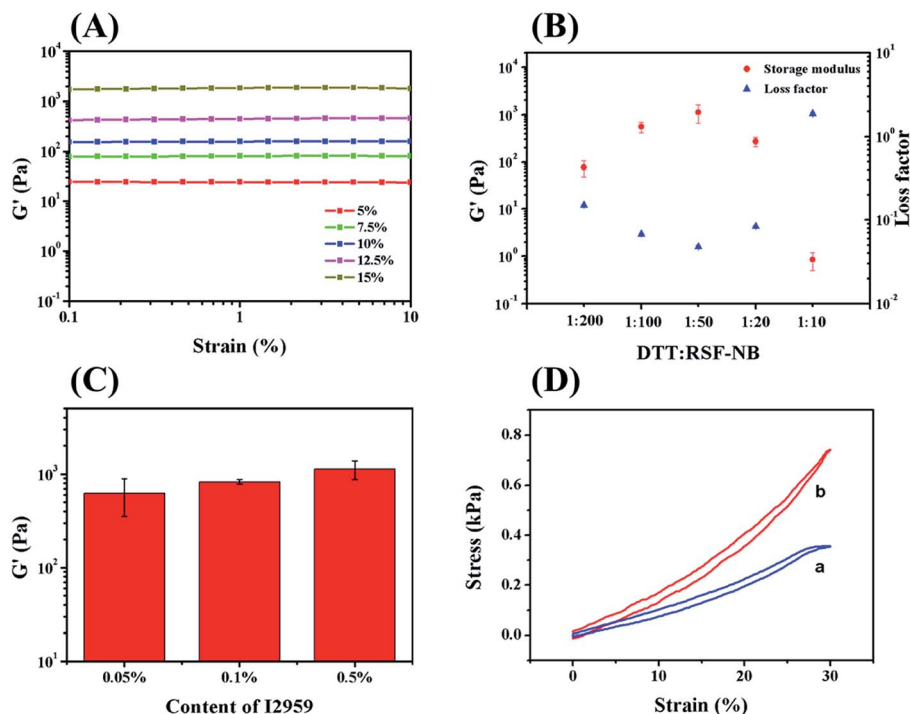 (A)
10^4
10^3
10^2
10^1
10^0
10^-1
G' (Pa)
5%
7.5%
10%
12.5%
15%
0.1
1
10
Strain (%)
(B)
10^4
10^3
10^2
10^1
10^0
10^-1
G' (Pa)
Storage modulus
Loss factor
10^1
10^0
10^-1
10^-2
Loss factor
1:200
1:100
1:50
1:20
1:10
DTT:RSF-NB
(C)
10^3
10^2
10^1
G' (Pa)
0.05%
0.1%
0.5%
Content of I2959
(D)
0.8
0.6
0.4
0.2
0.0
Stress (kPa)
b
a
0
10
20
30
Strain (%)